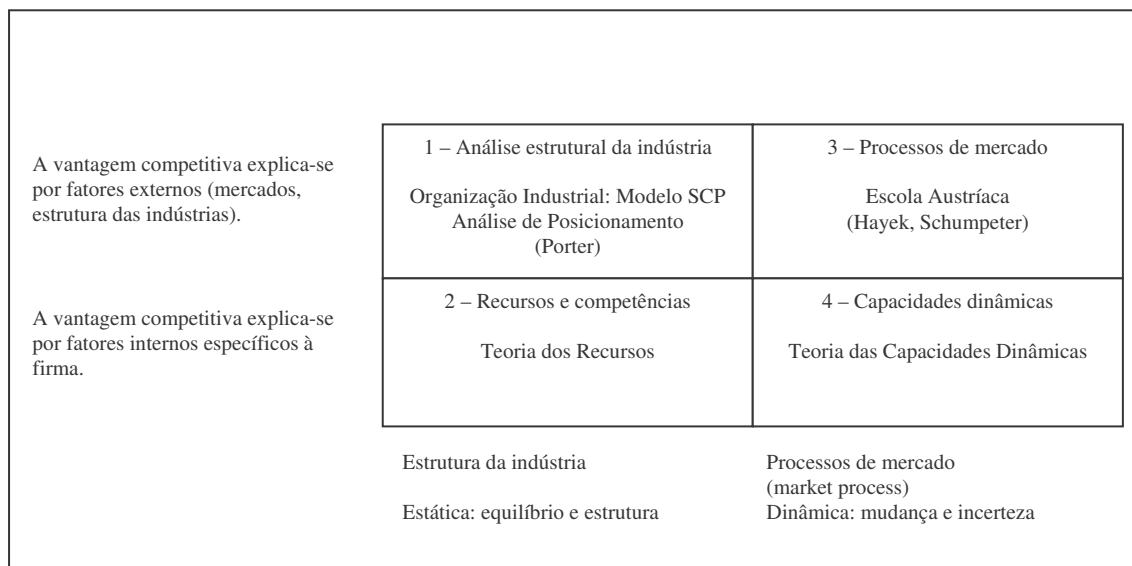 A vantagem competitiva explica-se
por fatores externos (mercados,
estrutura das indústrias).
1 – Análise estrutural da indústria
Organização Industrial: Modelo SCP
Análise de Posicionamento
(Porter)
3 – Processos de mercado
Escola Austríaca
(Hayek, Schumpeter)
A vantagem competitiva explica-se
por fatores internos específicos à
firma.
2 – Recursos e competências
Teoria dos Recursos
4 – Capacidades dinâmicas
Teoria das Capacidades Dinâmicas
Estrutura da indústria
Estática: equilíbrio e estrutura
Processos de mercado
(market process)
Dinâmica: mudança e incerteza